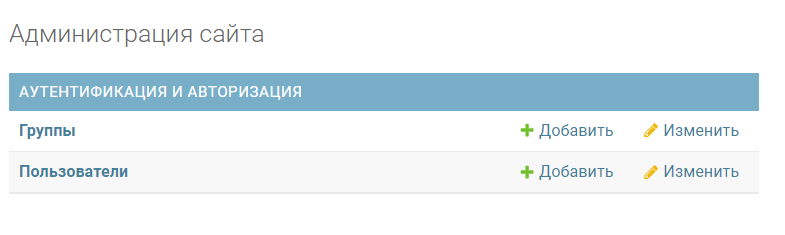 Администрация сайта
АУТЕНТИФИКАЦИЯ И АВТОРИЗАЦИЯ
Группы Добавить Изменить
Пользователи Добавить Изменить